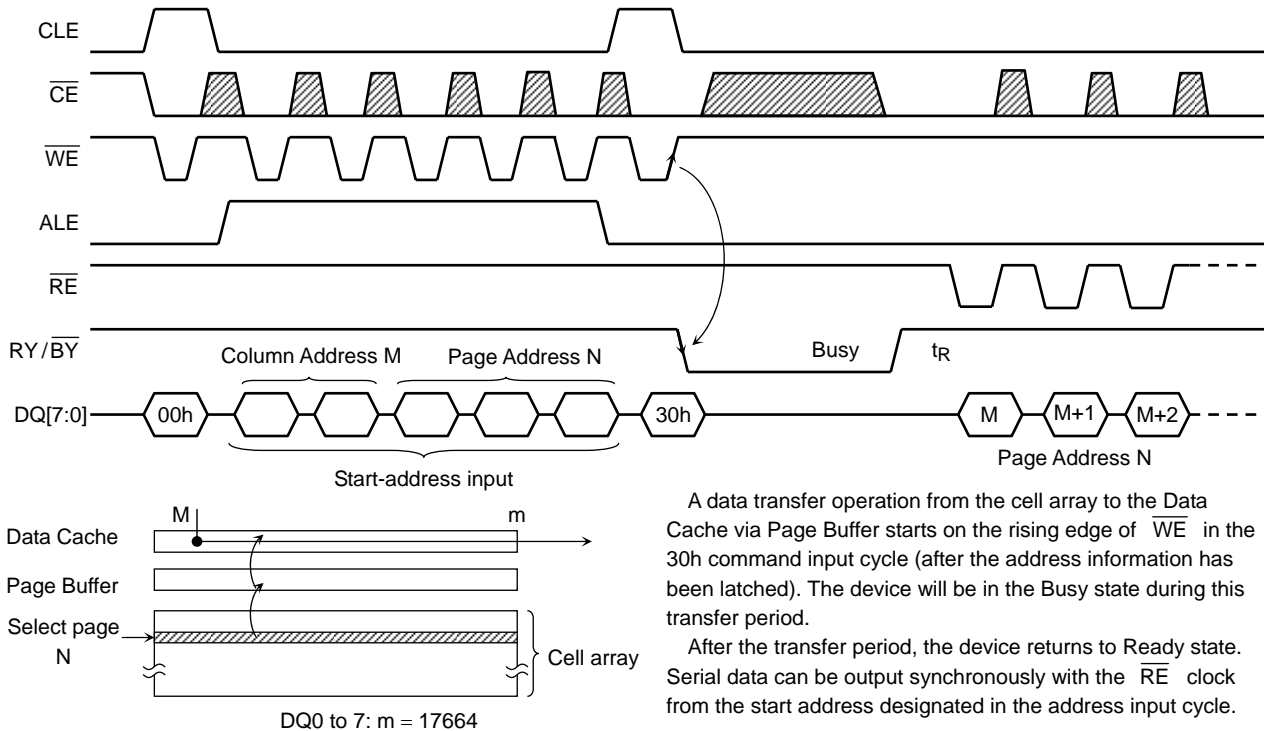 CLE
CE
WE
ALE
RE
RY/BY
Column Address M
Page Address N
Busy
tR
DQ[7:0]
00h
30h
M
M+1
M+2
Start-address input
Page Address N
M
m
Data Cache
Page Buffer
Select page
N
Cell array
DQ0 to 7: m = 17664
A data transfer operation from the cell array to the Data
Cache via Page Buffer starts on the rising edge of WE in the
30h command input cycle (after the address information has
been latched). The device will be in the Busy state during this
transfer period.
After the transfer period, the device returns to Ready state.
Serial data can be output synchronously with the RE clock
from the start address designated in the address input cycle.